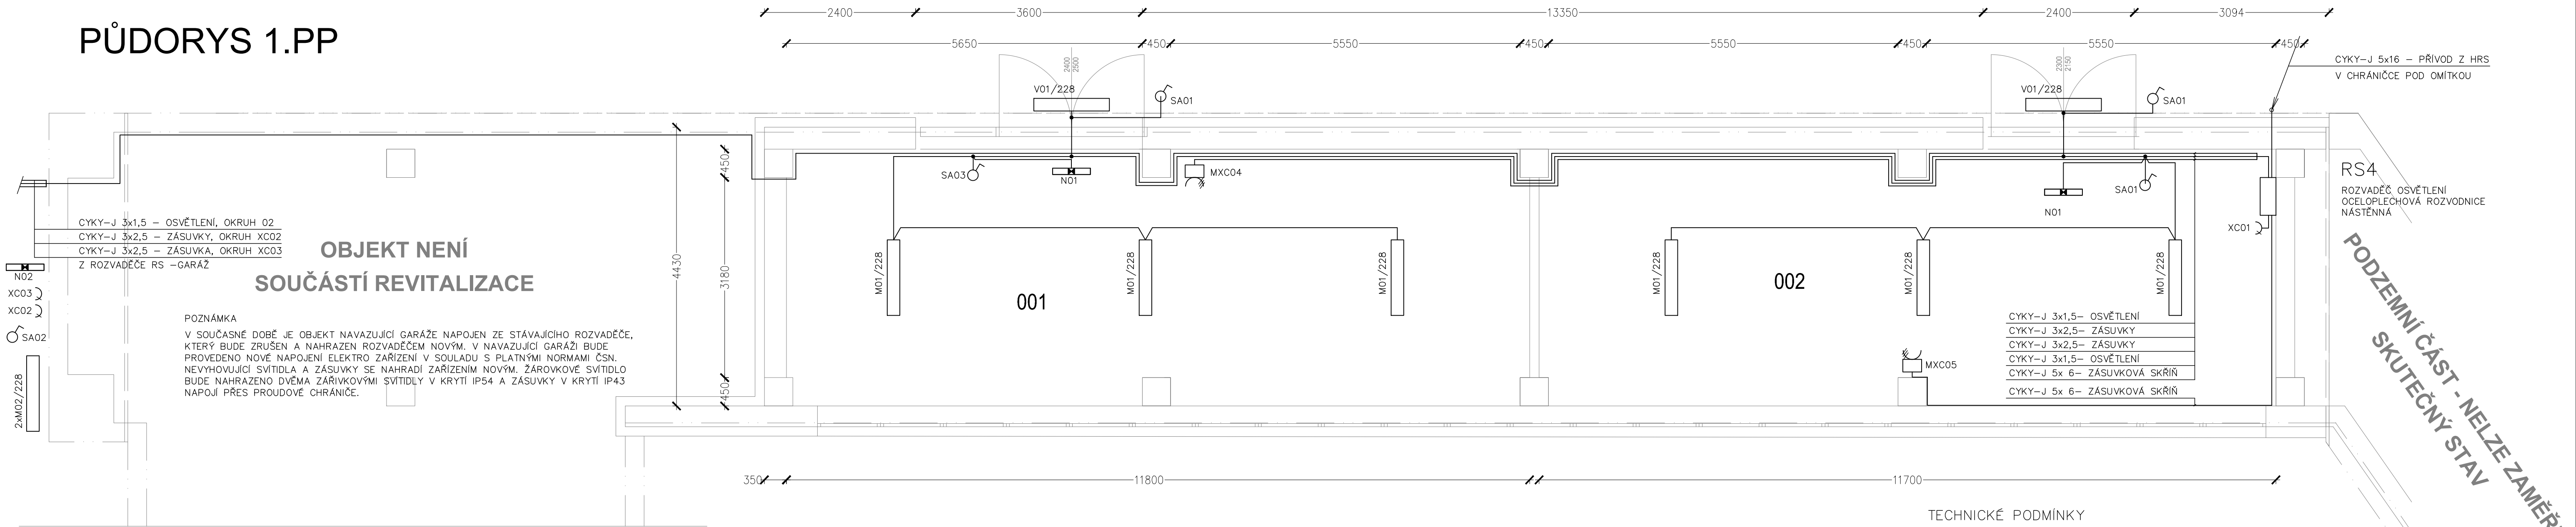 PŮDORYS 1.PP
2400
3600
13350
2400
3094
5650
450
5550
450
5550
450
5550
450
2400
2500
2300
2150
CYKY-J 5x16 - PŘÍVOD Z HRS
V CHRÁNIČCE POD OMÍTKOU
V01/228
SA01
V01/228
SA01
SA03
N01
MXC04
SA01
N01
RS4
ROZVADĚČ OSVĚTLENÍ
OCELOPLECHOVÁ ROZVODNICE
NÁSTĚNNÁ
XC01
450
4430
3180
450
CYKY-J 3x1,5 - OSVĚTLENÍ, OKRUH 02
CYKY-J 3x2,5 - ZÁSUVKY, OKRUH XC02
CYKY-J 3x2,5 - ZÁSUVKA, OKRUH XC03
Z ROZVADĚČE RS -GARÁŽ
N02
XC03
XC02
SA02
2xM02/228
OBJEKT NENÍ
SOUČÁSTÍ REVITALIZACE
POZNÁMKA
V SOUČASNÉ DOBĚ JE OBJEKT NAVAZUJÍCÍ GARÁŽE NAPOJEN ZE STÁVAJÍCÍHO ROZVADĚČE,
KTERÝ BUDE ZRUŠEN A NAHRAZEN ROZVADĚČEM NOVÝM. V NAVAZUJÍCÍ GARÁŽI BUDE
PROVEDENO NOVÉ NAPOJENÍ ELEKTRO ZAŘÍZENÍ V SOULADU S PLATNÝMI NORMAMI ČSN.
NEVYHOVUJÍCÍ SVÍTIDLA A ZÁSUVKY SE NAHRADÍ ZAŘÍZENÍM NOVÝM. ŽÁROVKOVÉ SVÍTIDLO
BUDE NAHRAZENO DVĚMA ZÁŘIVKOVÝMI SVÍTIDLY V KRYTÍ IP54 A ZÁSUVKY V KRYTÍ IP43
NAPOJÍ PŘES PROUDOVÉ CHRÁNIČE.
M01/228
M01/228
M01/228
M01/228
M01/228
M01/228
001
002
CYKY-J 3x1,5- OSVĚTLENÍ
CYKY-J 3x2,5- ZÁSUVKY
CYKY-J 3x2,5- ZÁSUVKY
CYKY-J 3x1,5- OSVĚTLENÍ
CYKY-J 5x 6- ZÁSUVKOVÁ SKŘÍŇ
CYKY-J 5x 6- ZÁSUVKOVÁ SKŘÍŇ
MXC05
PODZEMNÍ ČÁST - NELZE ZAMĚŘ
SKUTEČNÝ STAV
350
11800
11700
TECHNICKÉ PODMÍNKY